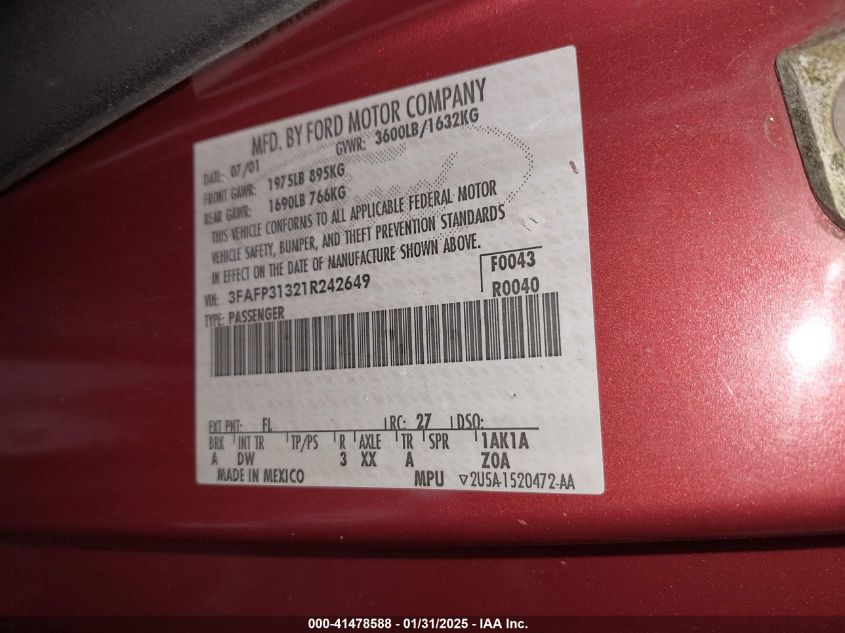 MFD. BY FORD MOTOR COMPANY
DATE: 07/01 GVWR: 3600LB/1632KG
FRONT GAWR: 1975LB 895KG
REAR GAWR: 1690LB 766KG
THIS VEHICLE CONFORMS TO ALL APPLICABLE FEDERAL MOTOR
VEHICLE SAFETY, BUMPER, AND THEFT PREVENTION STANDARDS
IN EFFECT ON THE DATE OF MANUFACTURE SHOWN ABOVE.
VIN: 3FAFP31321R242649 F0043
TYPE: PASSENGER R0040
EXT PNT: FL RC: 27 DSO:
BRK INT TR TP/PS R AXLE TR SPR 1AK1A
A DW 3 XX A Z0A
MADE IN MEXICO MPU ▽2U5A-1520472-AA
000-41478588 - 01/31/2025 - IAAI Inc.